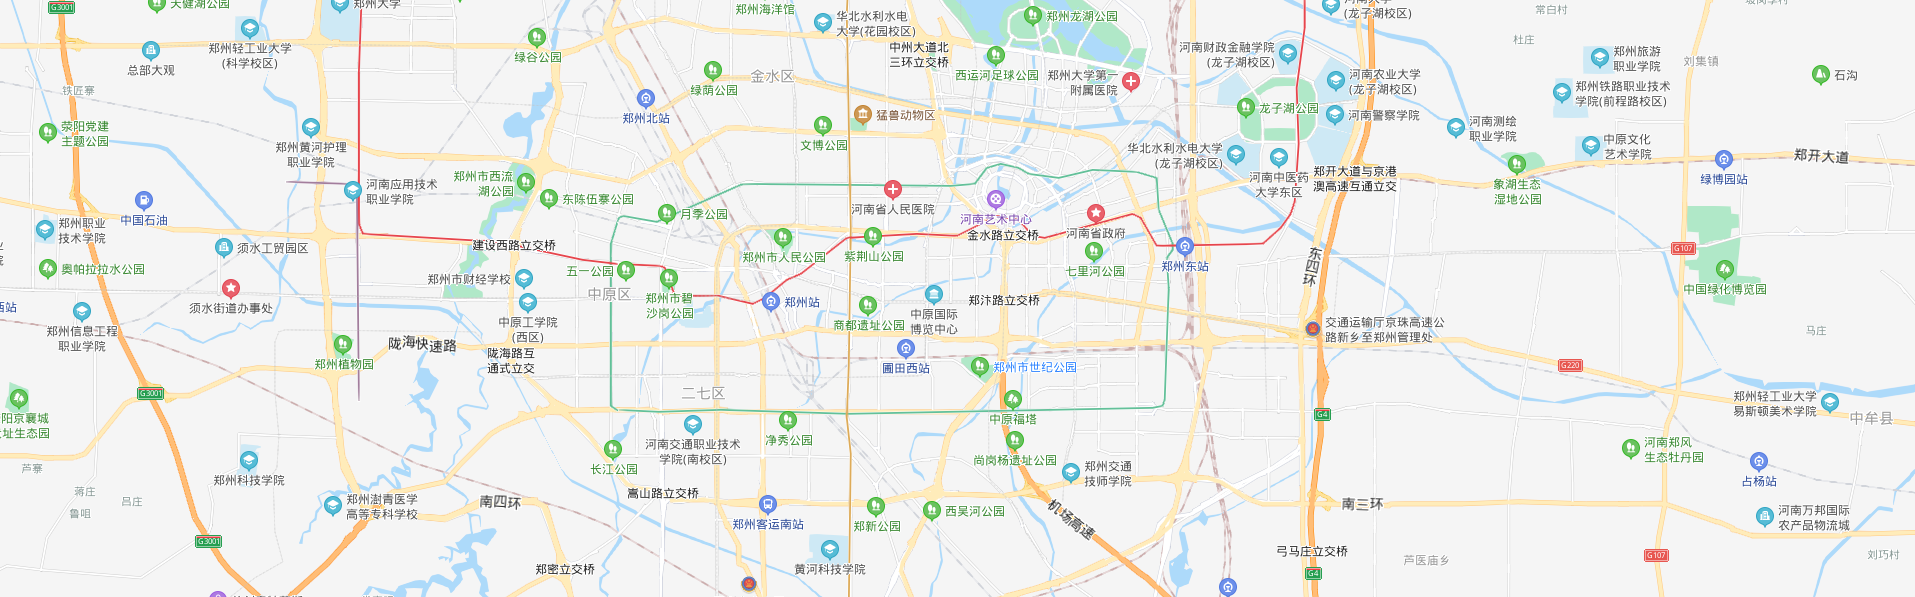 G3001
天健湖公园
郑州大学
郑州海洋馆
华北水利水电
大学(花园校区)
郑州龙湖公园
(龙子湖校区)
常白村
郑州轻工业大学
(科学校区)
总部大观
绿谷公园
中州大道北
三环立交桥
西运河足球公园
河南财政金融学院
(龙子湖校区)
杜庄
郑州旅游
职业学院
刘集镇
石沟
铁匠寨
绿荫公园
金水区
郑州大学第一
附属医院
河南农业大学
(龙子湖校区)
郑州铁路职业技术
学院(前程路校区)
郑州北站
猛兽动物区
龙子湖公园
河南警察学院
荥阳党建
主题公园
郑州黄河护理
职业学院
文博公园
华北水利水电大学
(龙子湖校区)
河南测绘
职业学院
中原文化
艺术学院
郑开大道
河南应用技术
职业学院
郑州市西流
湖公园
东陈伍寨公园
河南省人民医院
河南中医药
大学东区
郑开大道与京港
澳高速互通立交
象湖生态
湿地公园
绿博园站
中国石油
月季公园
河南艺术中心
郑州职业
技术学院
须水工贸园区
建设西路立交桥
郑州市人民公园
紫荆山公园
金水路立交桥
河南省政府
东四环
G107
奥帕拉拉水公园
郑州市财经学校
五一公园
七里河公园
郑州东站
须水街道办事处
中原区
郑州市碧
沙岗公园
郑州站
中国绿化博览园
西站
郑州信息工程
职业学院
中原工学院
(西区)
商都遗址公园
中原国际
博览中心
郑汴路立交桥
交通运输厅京珠高速公
路新乡至郑州管理处
马庄
陇海快速路
郑州植物园
陇海路互
通式立交
圃田西站
郑州市世纪公园
G220
G3001
二七区
阳京襄城
址生态园
净秀公园
中原福塔
G4
郑州轻工业大学
易斯顿美术学院
中牟县
芦寨
郑州科技学院
长江公园
河南交通职业技术
学院(南校区)
尚岗杨遗址公园
郑州交通
技师学院
河南郑风
生态牡丹园
占杨站
蒋庄
吕庄
鲁咀
郑州澍青医学
高等专科学校
南四环
嵩山路立交桥
郑州客运南站
郑新公园
西吴河公园
机场高速
南三环
河南万邦国际
农产品物流城
G3001
郑密立交桥
黄河科技学院
弓马庄立交桥
芦医庙乡
G107
刘巧村
G4